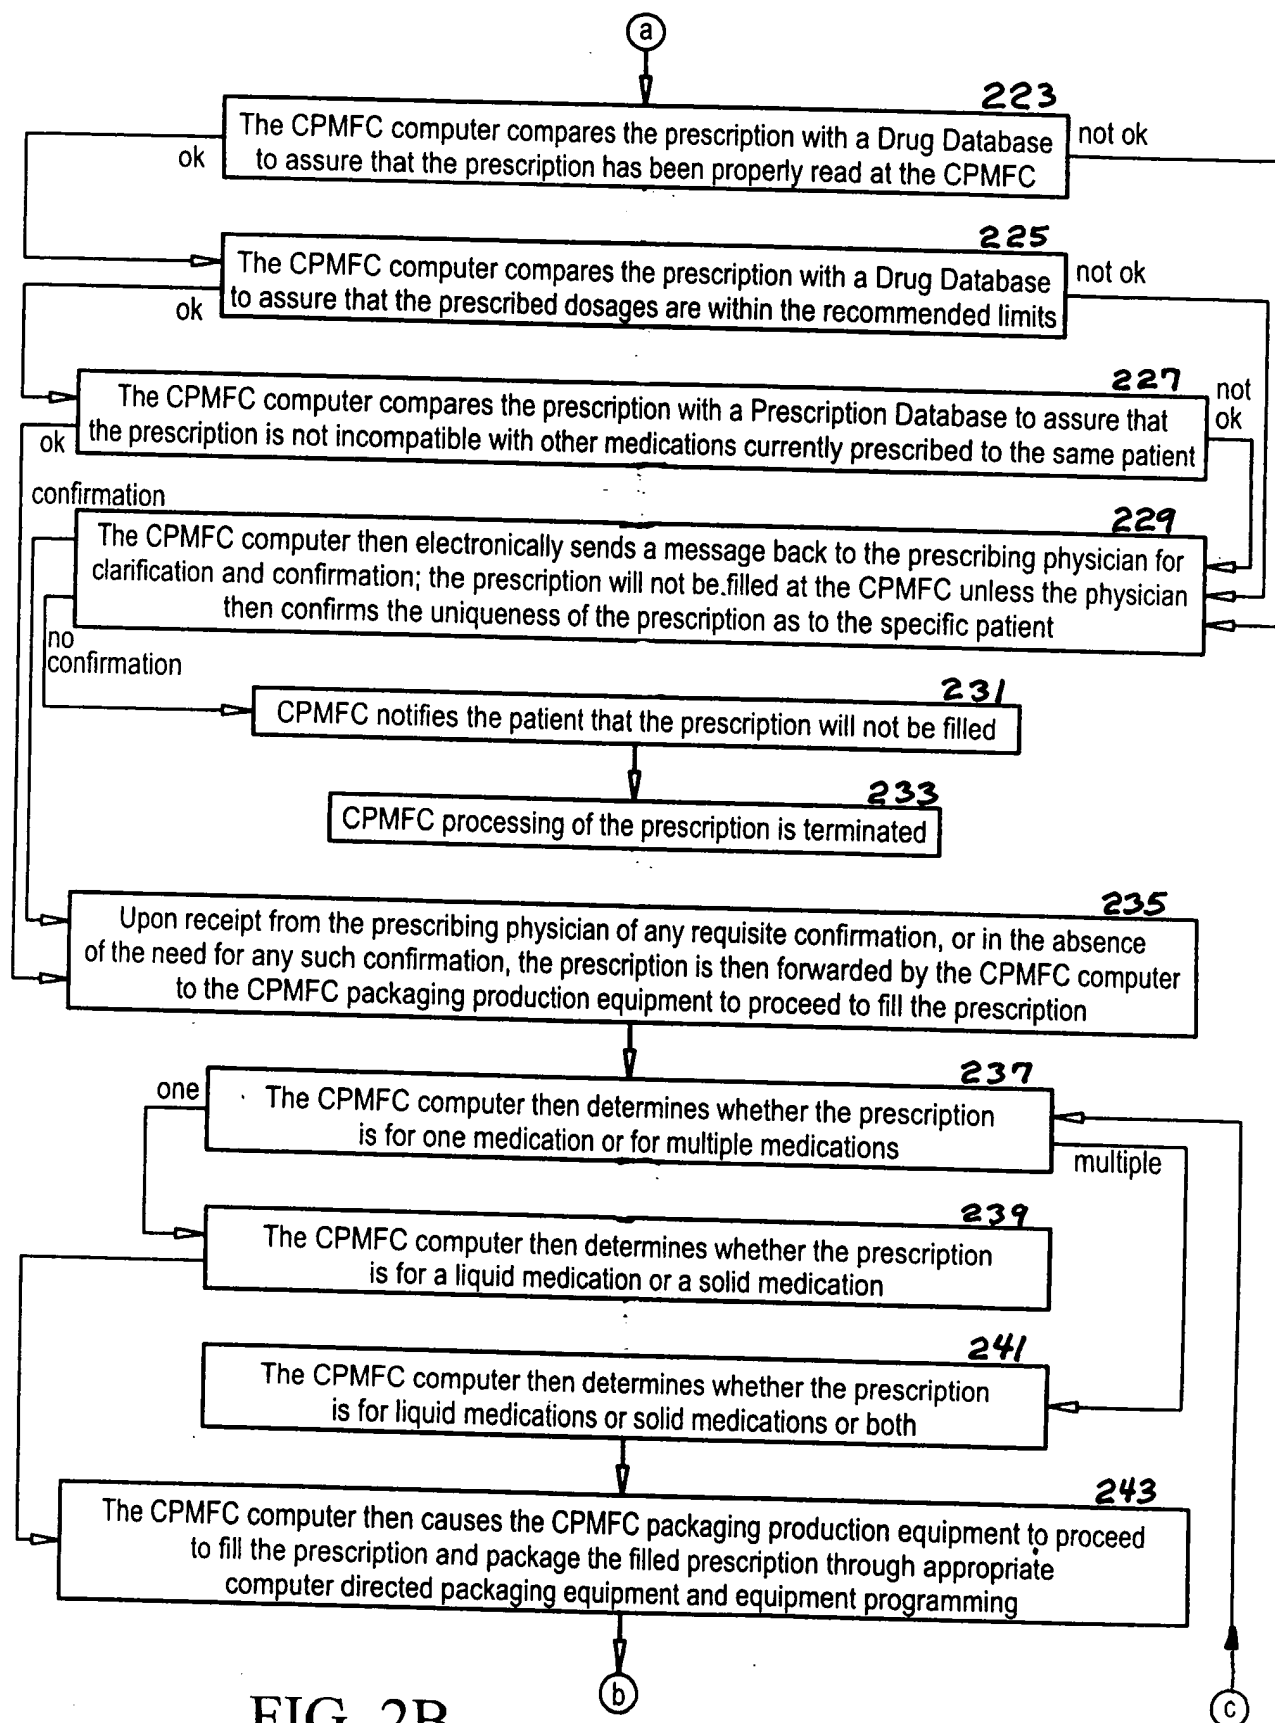 a
223
The CPMFC computer compares the prescription with a Drug Database
to assure that the prescription has been properly read at the CPMFC
ok
not ok
225
The CPMFC computer compares the prescription with a Drug Database
to assure that the prescribed dosages are within the recommended limits
ok
not ok
227
The CPMFC computer compares the prescription with a Prescription Database to assure that
the prescription is not incompatible with other medications currently prescribed to the same patient
ok
not
ok
confirmation
229
The CPMFC computer then electronically sends a message back to the prescribing physician for
clarification and confirmation; the prescription will not be filled at the CPMFC unless the physician
then confirms the uniqueness of the prescription as to the specific patient
no
confirmation
231
CPMFC notifies the patient that the prescription will not be filled
233
CPMFC processing of the prescription is terminated
235
Upon receipt from the prescribing physician of any requisite confirmation, or in the absence
of the need for any such confirmation, the prescription is then forwarded by the CPMFC computer
to the CPMFC packaging production equipment to proceed to fill the prescription
237
one
The CPMFC computer then determines whether the prescription
is for one medication or for multiple medications
multiple
239
The CPMFC computer then determines whether the prescription
is for a liquid medication or a solid medication
241
The CPMFC computer then determines whether the prescription
is for liquid medications or solid medications or both
243
The CPMFC computer then causes the CPMFC packaging production equipment to proceed
to fill the prescription and package the filled prescription through appropriate
computer directed packaging equipment and equipment programming
b
c
FIG. 2B